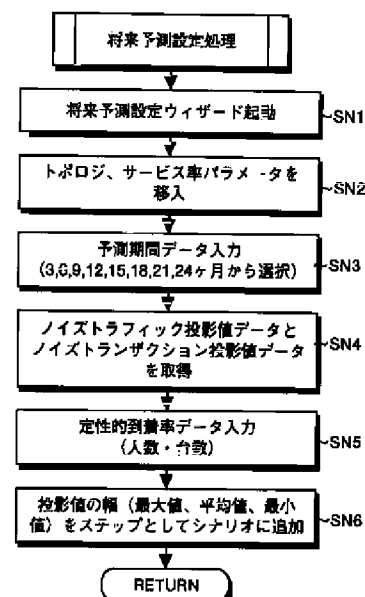 将来予測設定処理
将来予測設定ウィザード起動
SN1
トポロジ、サービス率パラメータを
移入
SN2
予測期間データ入力
(3,6,9,12,15,18,21,24ヶ月から選択)
SN3
ノイズトラフィック投影値データと
ノイズトランザクション投影値データ
を取得
SN4
定性的到着率データ入力
(人数・台数)
SN5
投影値の幅(最大値、平均値、最小
値)をステップとしてシナリオに追加
SN6
RETURN